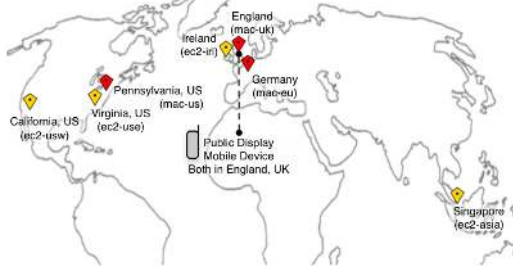 England
(mac-uk)
Ireland
(ec2-irl)
Germany
(mac-eu)
Pennsylvania, US
(mac-us)
Virginia, US
(ec2-use)
California, US
(ec2-usw)
Public Display
Mobile Device
Both in England, UK
Singapore
(ec2-asia)